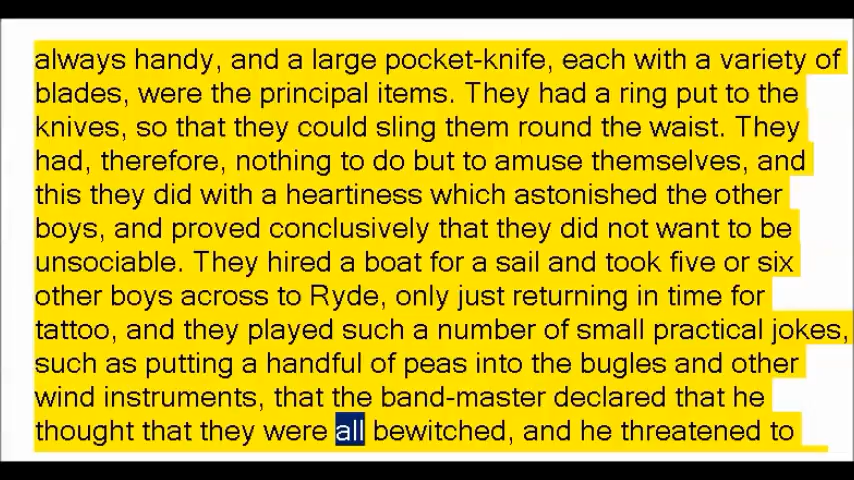 always handy, and a large pocket-knife, each with a variety of
blades, were the principal items. They had a ring put to the
knives, so that they could sling them round the waist. They
had, therefore, nothing to do but to amuse themselves, and
this they did with a heartiness which astonished the other
boys, and proved conclusively that they did not want to be
unsociable. They hired a boat for a sail and took five or six
other boys across to Ryde, only just returning in time for
tattoo, and they played such a number of small practical jokes,
such as putting a handful of peas into the bugles and other
wind instruments, that the band-master declared that he
thought that they were all bewitched, and he threatened to